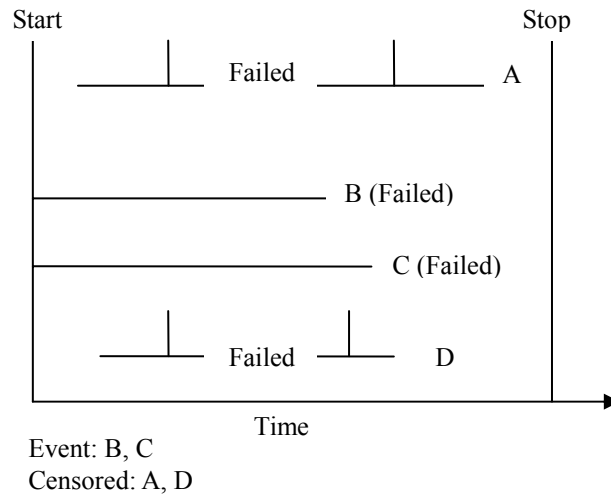 Start Stop
Failed A
B (Failed)
C (Failed)
Failed D
Time
Event: B, C
Censored: A, D